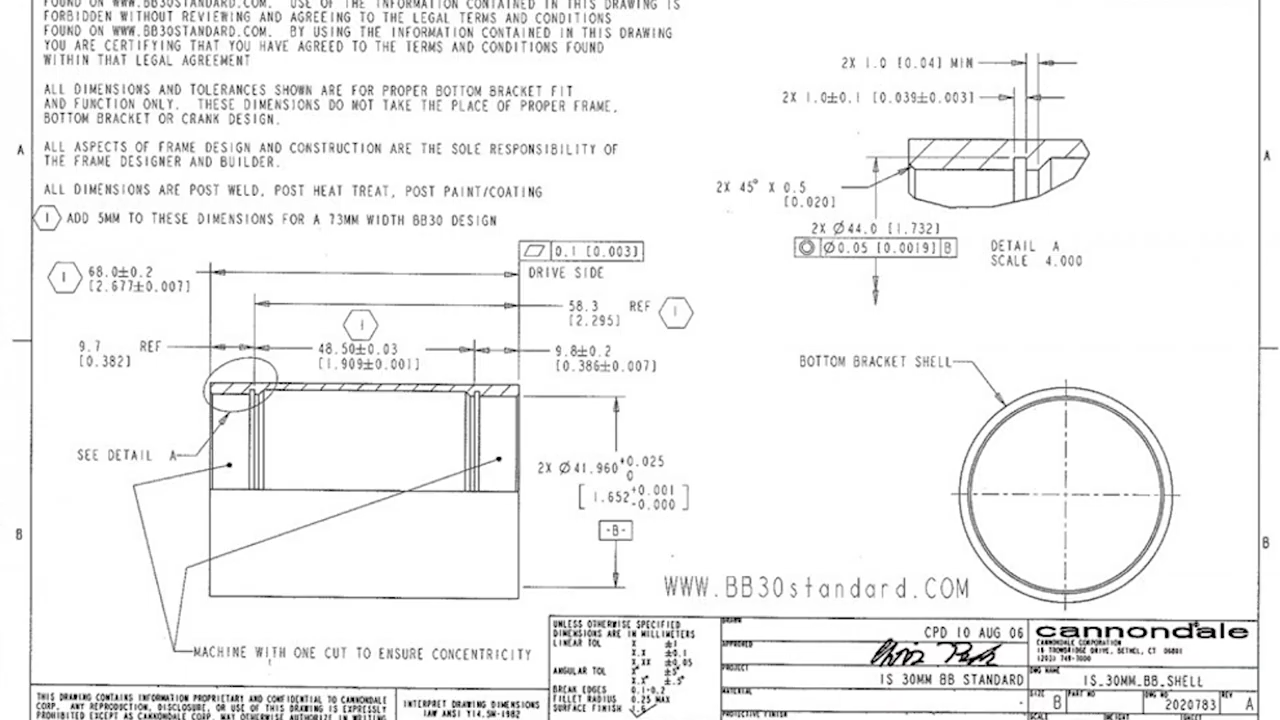 FOUND ON WWW.BB30STANDARD.COM. USE OF THE INFORMATION CONTAINED IN THIS DRAWING IS
FORBIDDEN WITHOUT REVIEWING AND AGREEING TO THE LEGAL TERMS AND CONDITIONS
FOUND ON WWW.BB30STANDARD.COM. BY USING THE INFORMATION CONTAINED IN THIS DRAWING
YOU ARE CERTIFYING THAT YOU HAVE AGREED TO THE TERMS AND CONDITIONS FOUND
WITHIN THAT LEGAL AGREEMENT
ALL DIMENSIONS AND TOLERANCES SHOWN ARE FOR PROPER BOTTOM BRACKET FIT
AND FUNCTION ONLY. THESE DIMENSIONS DO NOT TAKE THE PLACE OF PROPER FRAME,
BOTTOM BRACKET OR CRANK DESIGN.
A
ALL ASPECTS OF FRAME DESIGN AND CONSTRUCTION ARE THE SOLE RESPONSIBILITY OF
THE FRAME DESIGNER AND BUILDER.
ALL DIMENSIONS ARE POST WELD, POST HEAT TREAT, POST PAINT/COATING
1 ADD 5MM TO THESE DIMENSIONS FOR A 73MM WIDTH BB30 DESIGN
2X 1.0 [0.04] MIN
2X 1.0±0.1 [0.039±0.003]
A
2X 45° X 0.5
[0.020]
2X Ø44.0 [1.732]
◎ Ø0.05 [0.0019] B
DETAIL A
SCALE 4.000
⏥ 0.1 [0.003]
DRIVE SIDE
1 68.0±0.2
[2.677±0.007]
58.3 REF 1
[2.295]
1
9.7 REF
[0.382]
48.50±0.03
[1.909±0.001]
9.8±0.2
[0.386±0.007]
BOTTOM BRACKET SHELL
SEE DETAIL A
2X Ø41.960 +0.025
0
[1.652 +0.001
-0.000]
-B-
B
B
WWW.BB30standard.COM
MACHINE WITH ONE CUT TO ENSURE CONCENTRICITY
UNLESS OTHERWISE SPECIFIED
DIMENSIONS ARE IN MILLIMETERS
LINEAR TOL X ±1
X.X ±0.1
X.XX ±0.05
ANGULAR TOL X° ±5°
X.X° ±.5°
BREAK EDGES 0.1-0.2
FILLET RADIUS 0.25 MAX
SURFACE FINISH 1.6
DRAWN
CPD 10 AUG 06
APPROVED
PROJECT
IS 30MM BB STANDARD
MATERIAL
PROTECTIVE FINISH
cannondale
CANNONDALE CORPORATION
16 TROWBRIDGE DRIVE, BETHEL, CT 06801
(203) 749-7000
DWG NAME
IS_30MM_BB_SHELL
SIZE
B
PART NO
DWG NO
2020783
REV
A
SCALE
WEIGHT
SHEET
THIS DRAWING CONTAINS INFORMATION PROPRIETARY AND CONFIDENTIAL TO CANNONDALE
CORP. ANY REPRODUCTION, DISCLOSURE, OR USE OF THIS DRAWING IS EXPRESSLY
PROHIBITED EXCEPT AS CANNONDALE CORP. MAY OTHERWISE AUTHORIZE IN WRITING
INTERPRET DRAWING DIMENSIONS
IAW ANSI Y14.5M-1982